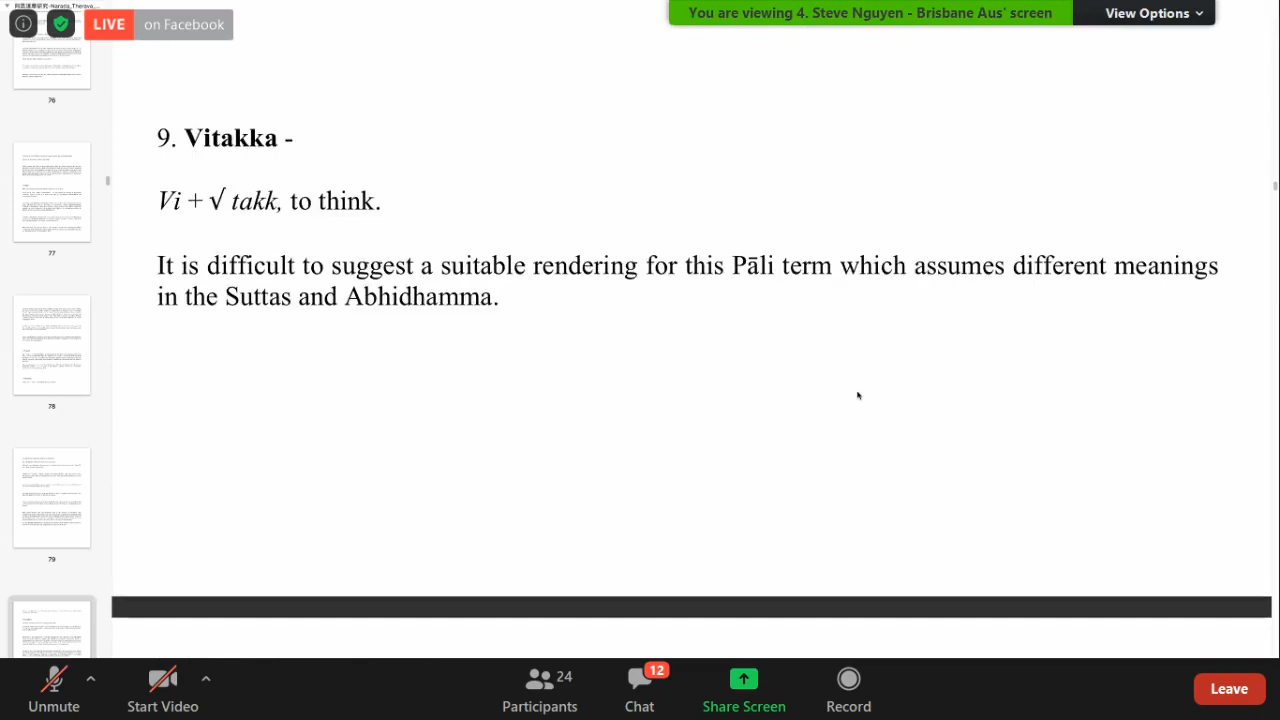 Narada_Therova_...
LIVE on Facebook
You are viewing 4. Steve Nguyen - Brisbane Aus' screen
View Options
76
77
78
79
9. Vitakka -
Vi + √ takk, to think.
It is difficult to suggest a suitable rendering for this Pāli term which assumes different meanings
in the Suttas and Abhidhamma.
Unmute
Start Video
24
Participants
12
Chat
Share Screen
Record
Leave